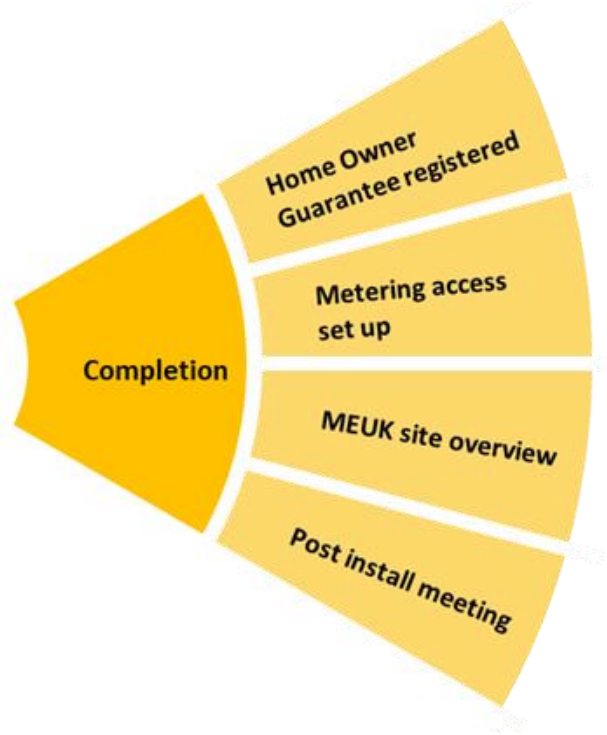 Home Owner
Guarantee registered
Metering access
set up
Completion
MEUK site overview
Post install meeting